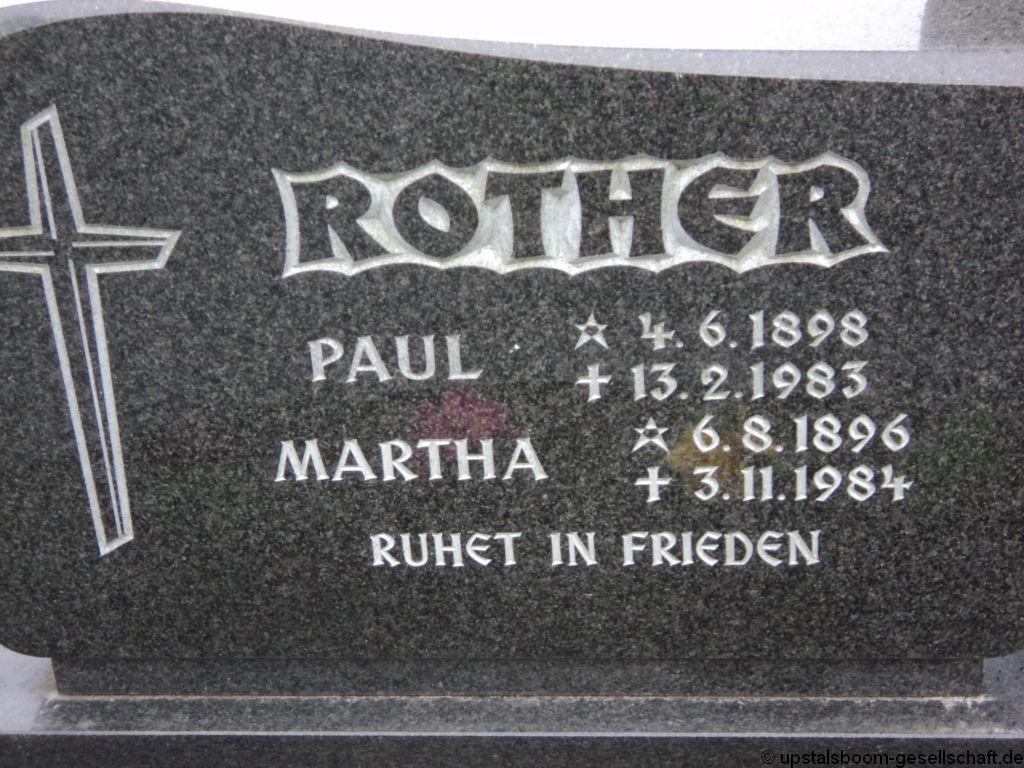 ROTHER
PAUL ☆ 4. 6. 1898
✝ 13. 2. 1983
MARTHA ☆ 6. 8. 1896
✝ 3. 11. 1984
RUHET IN FRIEDEN
© upstalsboom-gesellschaft.de